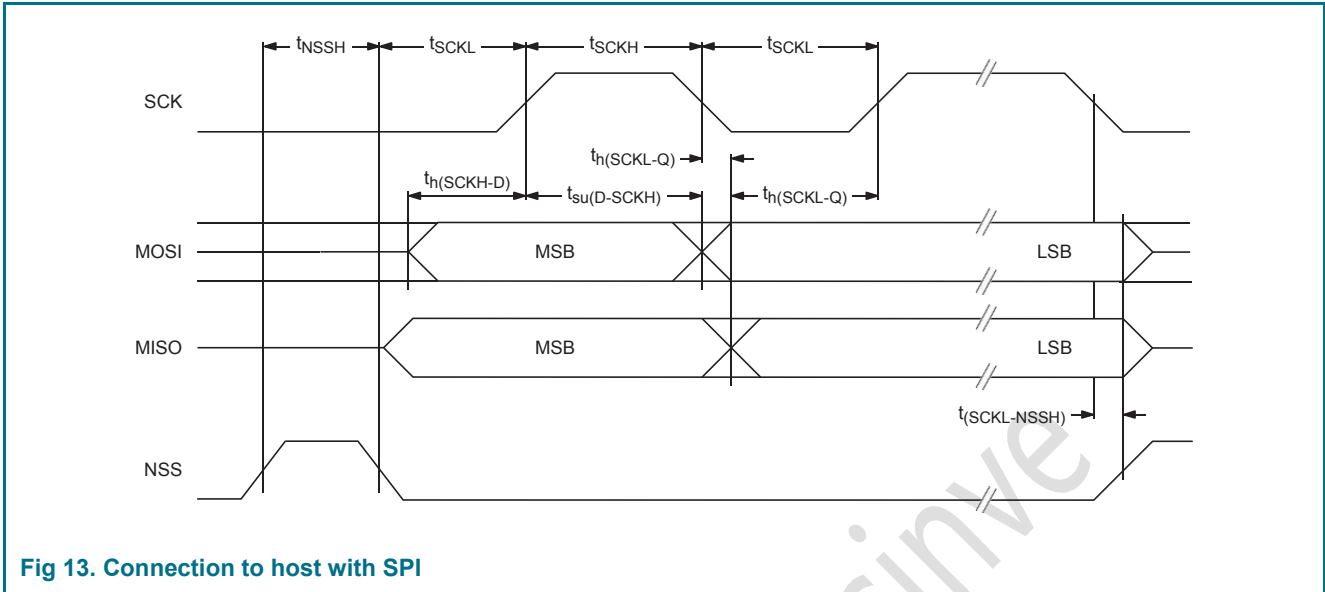 tNSSH tSCKL tSCKH tSCKL
SCK
th(SCKL-Q)
th(SCKH-D) tsu(D-SCKH) th(SCKL-Q)
MOSI MSB LSB
MISO MSB LSB
t(SCKL-NSSH)
NSS
sinve
Fig 13. Connection to host with SPI